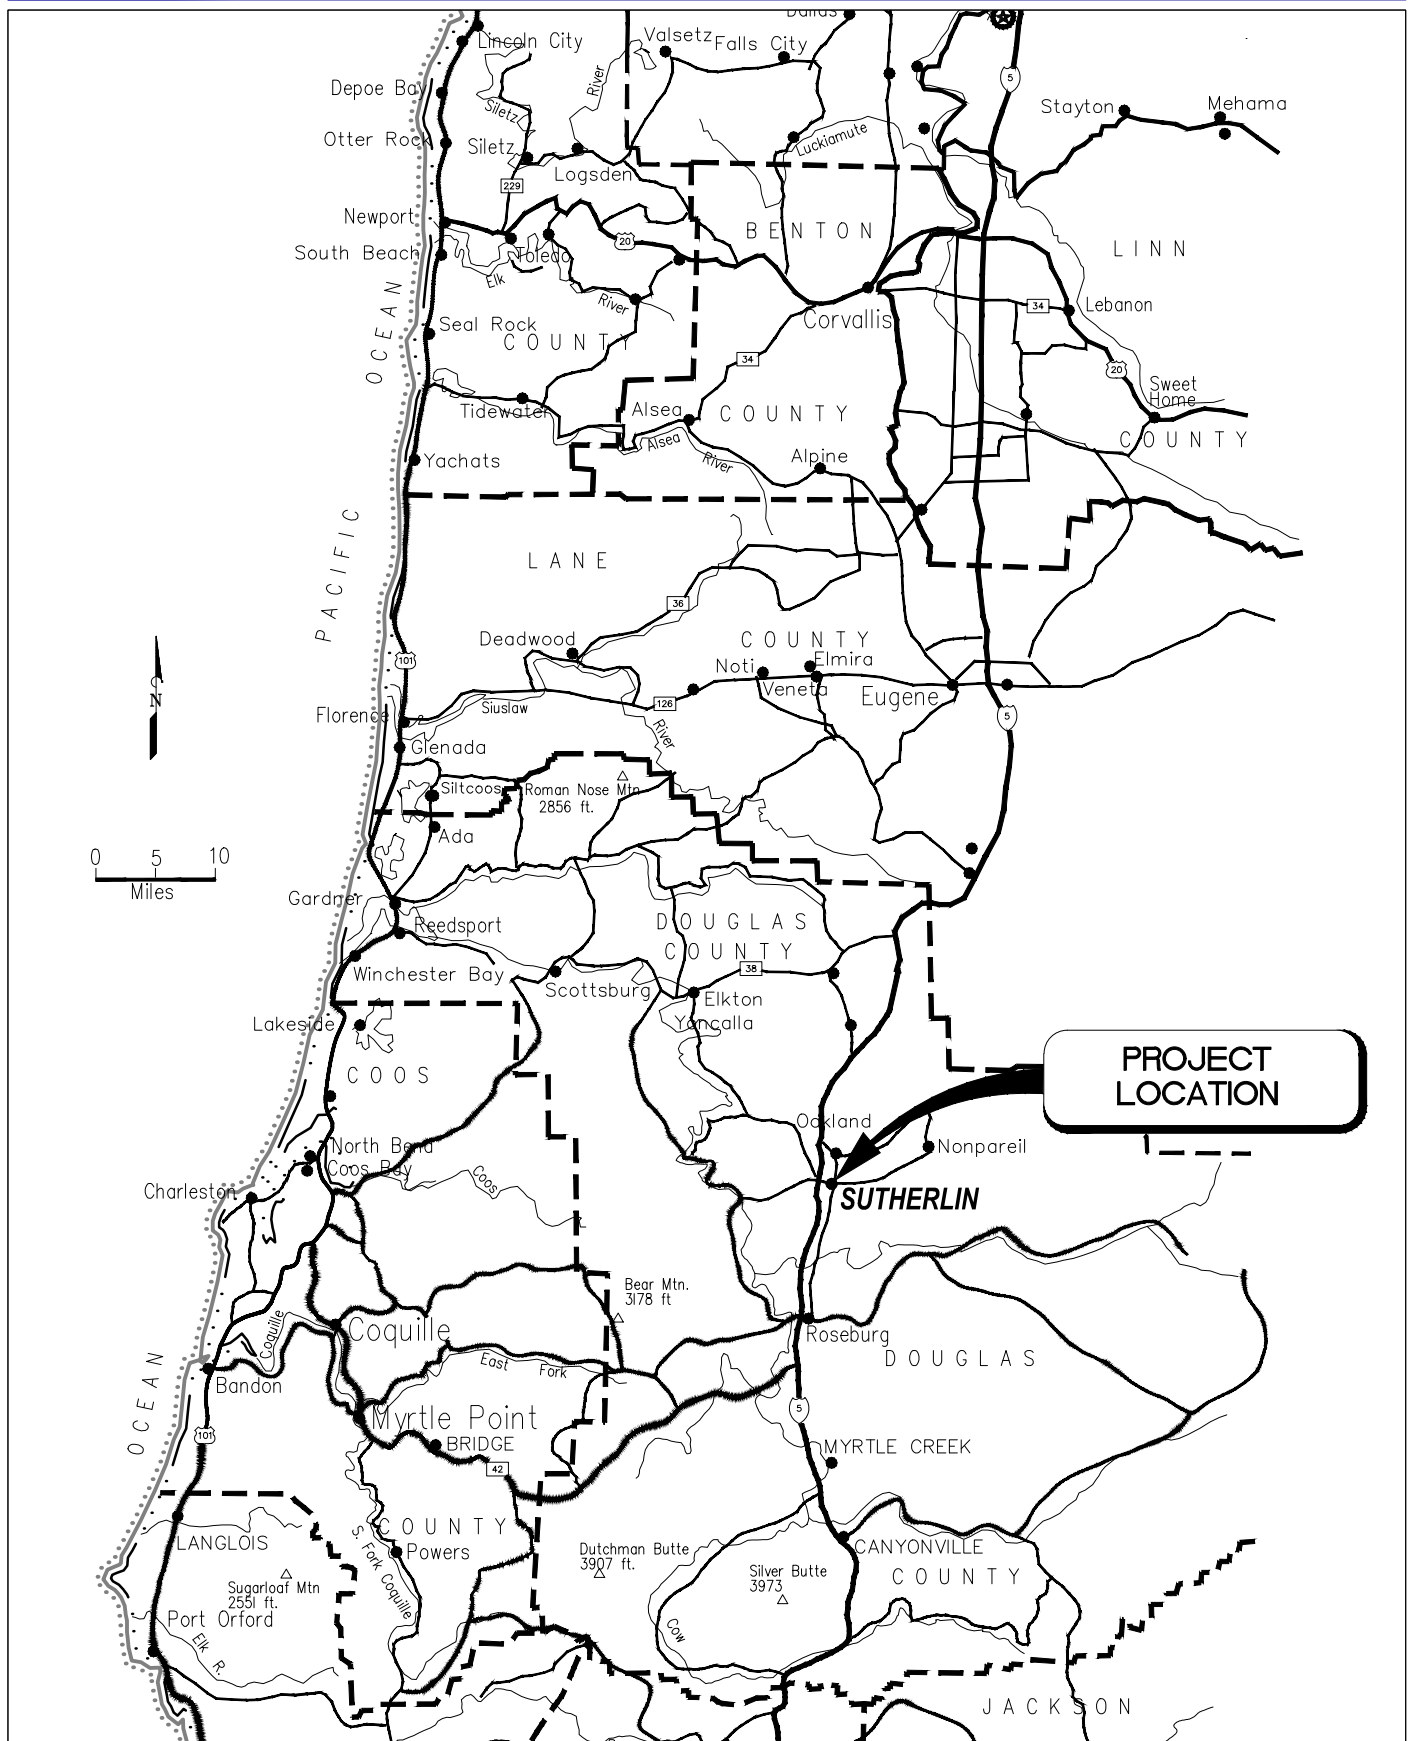 Dallas
Lincoln City
Valsetz
Falls City
5
Depoe Bay
River
Siletz
Stayton
Mehama
Otter Rock
Siletz
Luckiamute
Logsden
229
Newport
BENTON
LINN
20
South Beach
Toledo
Elk
River
OCEAN
34
Lebanon
Corvallis
Seal Rock
COUNTY
34
20
Sweet
Home
Tidewater
Alsea
COUNTY
COUNTY
Alsea
River
Yachats
Alpine
PACIFIC
LANE
36
Deadwood
COUNTY
101
Noti
Elmira
Veneta
Eugene
N
126
Siuslaw
Florence
5
River
Glenada
Siltcoos
Roman Nose Mtn
2856 ft.
Ada
0 5 10
Miles
Gardner
Reedsport
DOUGLAS
COUNTY
38
Winchester Bay
Scottsburg
Elkton
Lakeside
Yoncalla
PROJECT
LOCATION
COOS
Oakland
North Bend
Nonpareil
Coos Bay
Coos
Charleston
SUTHERLIN
Bear Mtn.
3178 ft
Coquille
Coquille
Roseburg
OCEAN
East Fork
DOUGLAS
Bandon
5
101
Myrtle Point
BRIDGE
MYRTLE CREEK
42
COUNTY
LANGLOIS
S. Fork Coquille
Powers
CANYONVILLE
Dutchman Butte
3907 ft.
Silver Butte
3973
COUNTY
Sugarloaf Mtn
2551 ft.
Port Orford
Cow
Elk R.
JACKSON